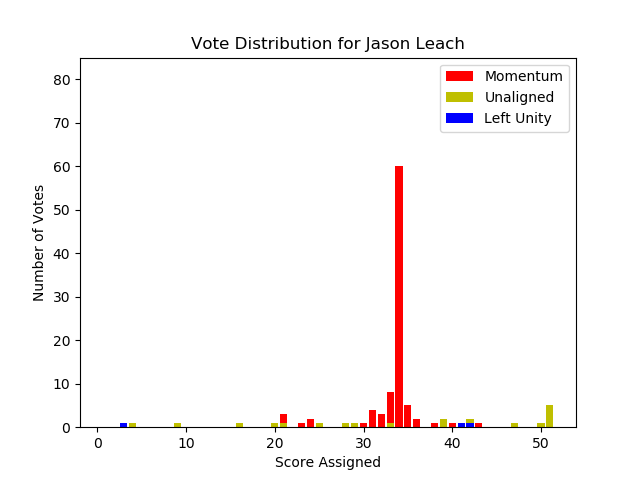 Vote Distribution for Jason Leach
Momentum
Unaligned
Left Unity
Number of Votes
80
70
60
50
40
30
20
10
0
0 10 20 30 40 50
Score Assigned